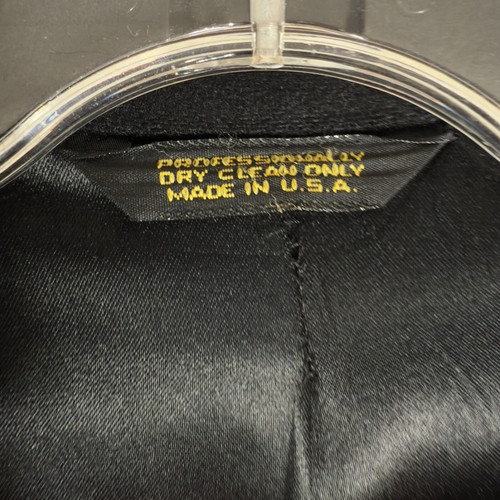 PROFESSIONALLY
DRY CLEAN ONLY
MADE IN U.S.A.